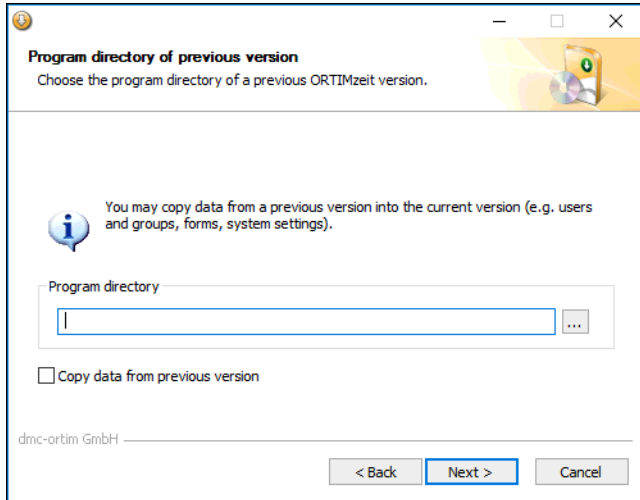 Program directory of previous version
Choose the program directory of a previous ORTIMzeit version.
You may copy data from a previous version into the current version (e.g. users
and groups, forms, system settings).
Program directory
...
Copy data from previous version
dmc-ortim GmbH
< Back
Next >
Cancel